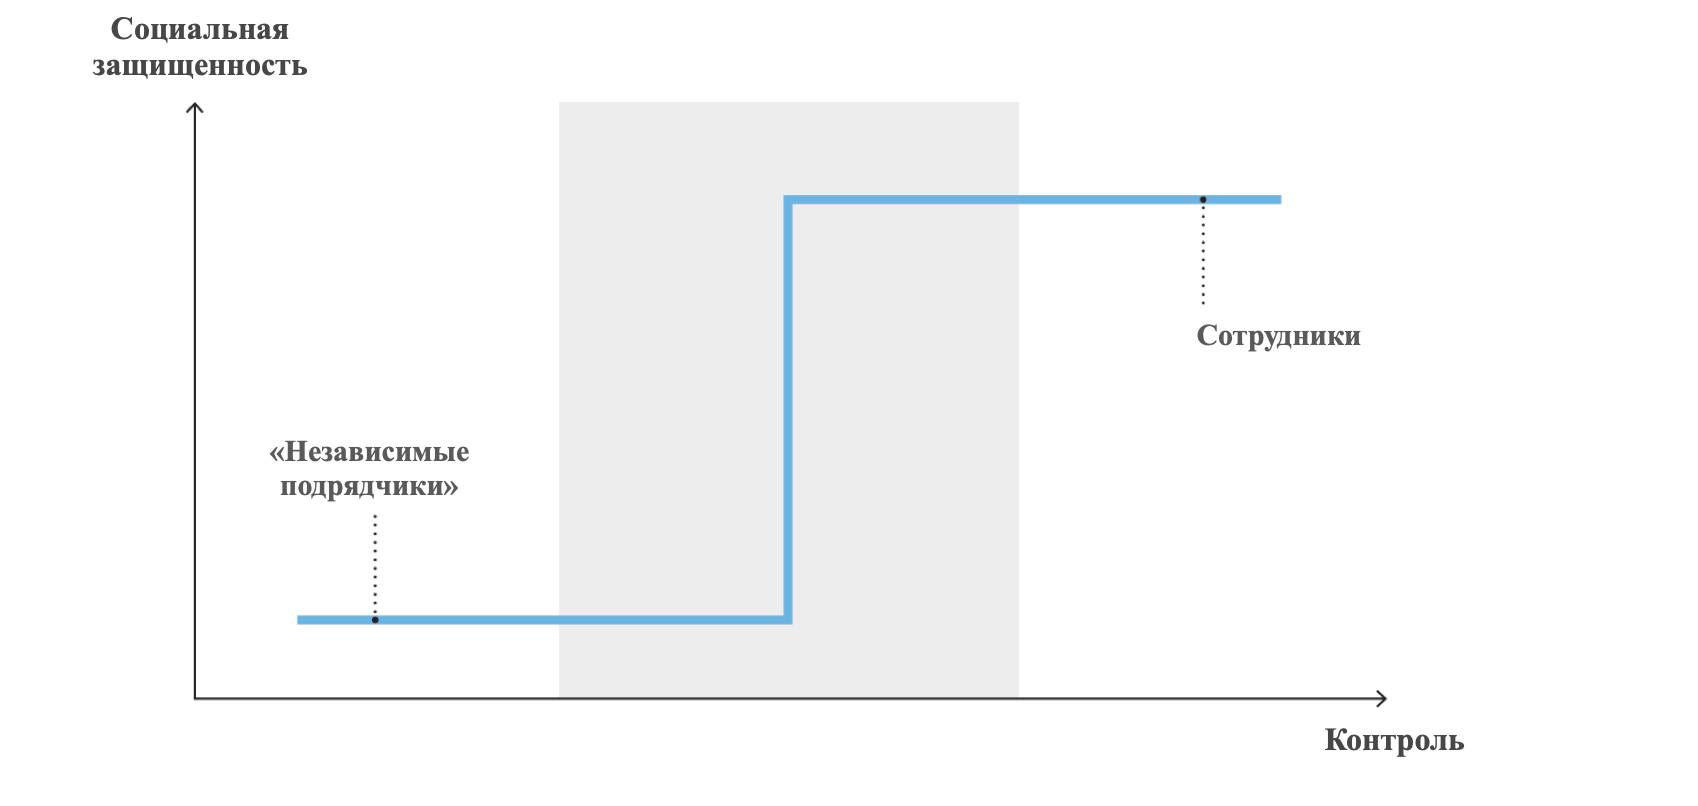 Социальная
защищенность
Сотрудники
«Независимые
подрядчики»
Контроль